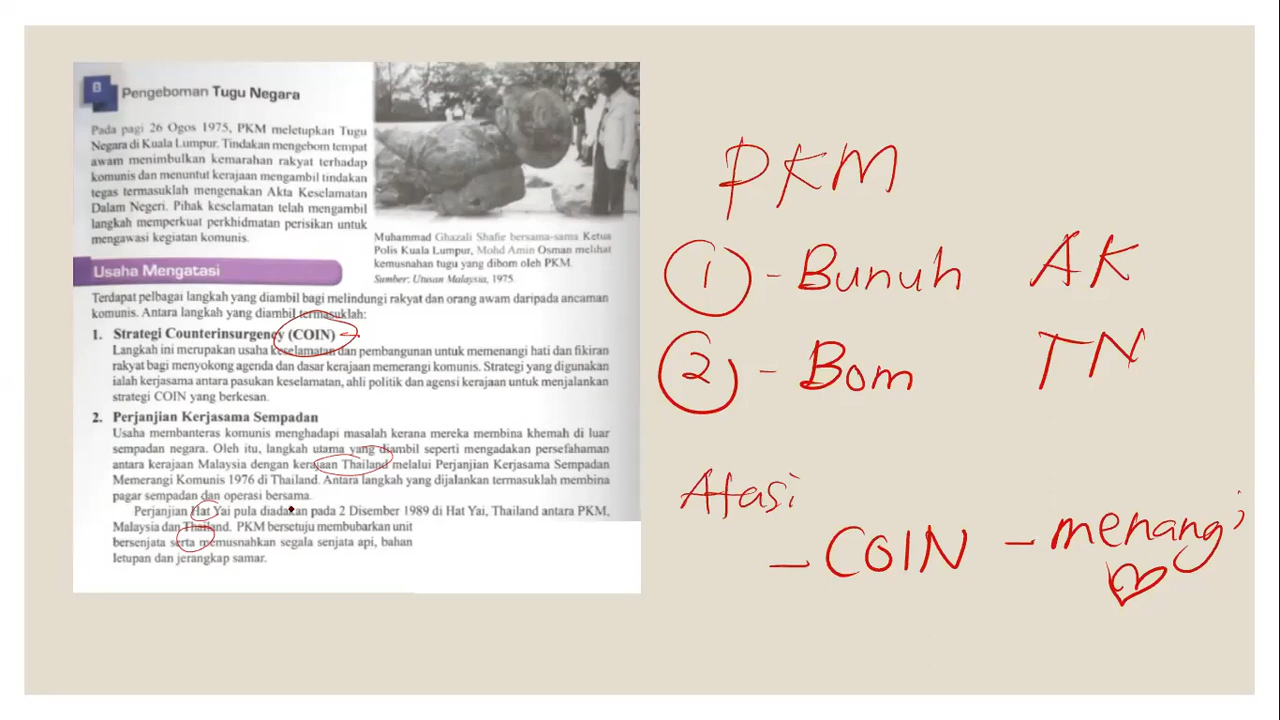 8 Pengeboman Tugu Negara
Pada pagi 26 Ogos 1975, PKM meletupkan Tugu
Negara di Kuala Lumpur. Tindakan mengebom tempat
awam menimbulkan kemarahan rakyat terhadap
komunis dan menuntut kerajaan mengambil tindakan
tegas termasuklah mengenakan Akta Keselamatan
Dalam Negeri. Pihak keselamatan telah mengambil
langkah memperkuat perkhidmatan perisikan untuk
mengawasi kegiatan komunis.
Muhammad Ghazali Shafie bersama-sama Ketua
Polis Kuala Lumpur, Mohd Amin Osman melihat
kemusnahan tugu yang dibom oleh PKM.
Sumber: Utusan Malaysia, 1975.
Usaha Mengatasi
Terdapat pelbagai langkah yang diambil bagi melindungi rakyat dan orang awam daripada ancaman
komunis. Antara langkah yang diambil termasuklah:
1. Strategi Counterinsurgency (COIN)
Langkah ini merupakan usaha keselamatan dan pembangunan untuk memenangi hati dan fikiran
rakyat bagi menyokong agenda dan dasar kerajaan memerangi komunis. Strategi yang digunakan
ialah kerjasama antara pasukan keselamatan, ahli politik dan agensi kerajaan untuk menjalankan
strategi COIN yang berkesan.
2. Perjanjian Kerjasama Sempadan
Usaha membanteras komunis menghadapi masalah kerana mereka membina khemah di luar
sempadan negara. Oleh itu, langkah utama yang diambil seperti mengadakan persefahaman
antara kerajaan Malaysia dengan kerajaan Thailand melalui Perjanjian Kerjasama Sempadan
Memerangi Komunis 1976 di Thailand. Antara langkah yang dijalankan termasuklah membina
pagar sempadan dan operasi bersama.
Perjanjian Hat Yai pula diadakan pada 2 Disember 1989 di Hat Yai, Thailand antara PKM,
Malaysia dan Thailand. PKM bersetuju membubarkan unit
bersenjata serta memusnahkan segala senjata api, bahan
letupan dan jerangkap samar.
PKM
1 - Bunuh AK
2 - Bom TN
Atasi
- COIN - menangi